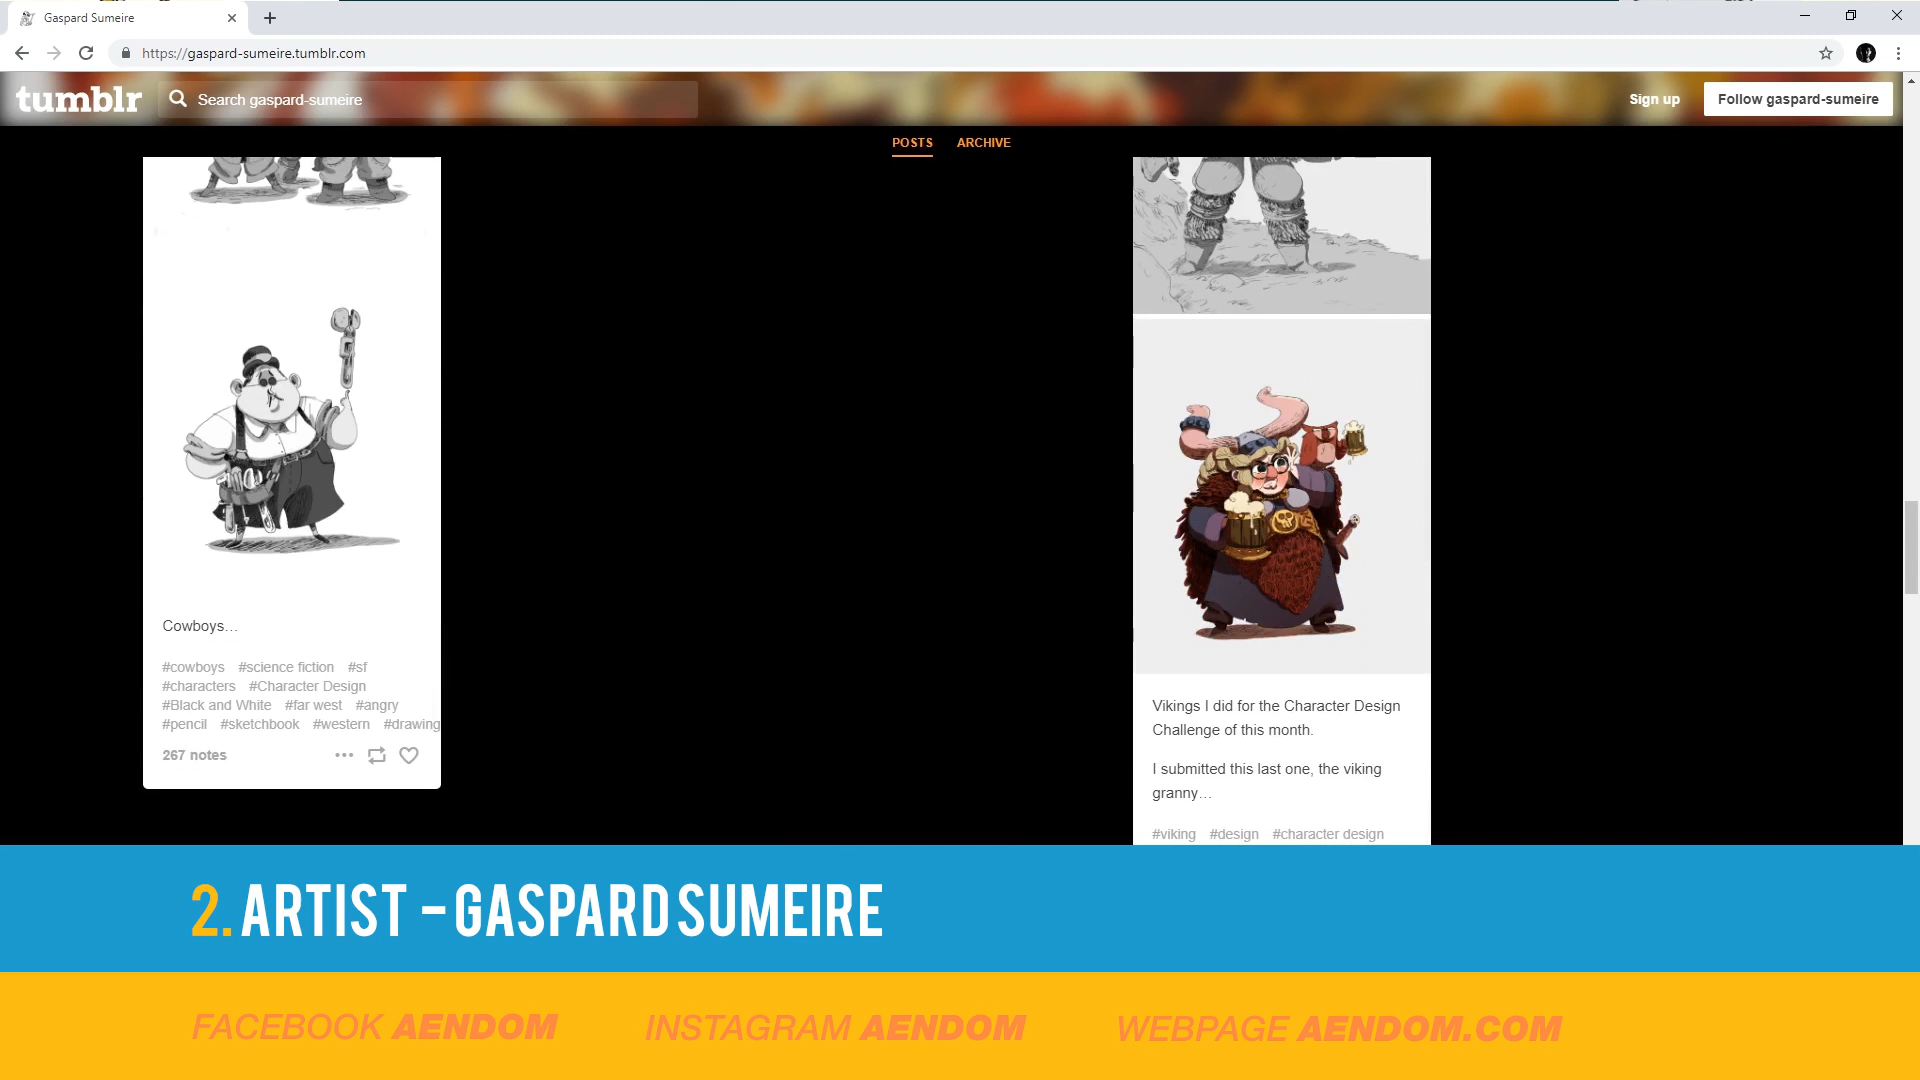 Gaspard Sumeire
https://gaspard-sumeire.tumblr.com
tumblr
Search gaspard-sumeire
Sign up
Follow gaspard-sumeire
POSTS ARCHIVE
Cowboys…
#cowboys #science fiction #sf
#characters #Character Design
#Black and White #far west #angry
#pencil #sketchbook #western #drawing
267 notes
Vikings I did for the Character Design
Challenge of this month.
I submitted this last one, the viking
granny…
#viking #design #character design
2. ARTIST - GASPARD SUMEIRE
FACEBOOK AENDOM
INSTAGRAM AENDOM
WEBPAGE AENDOM.COM